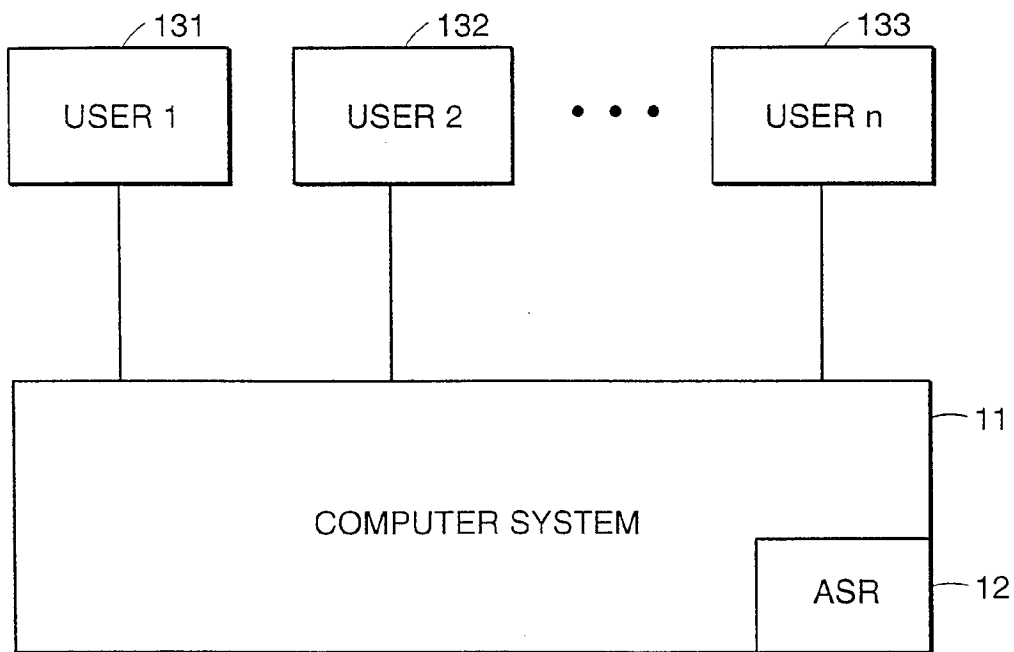 131
132
133
USER 1
USER 2
• • •
USER n
11
COMPUTER SYSTEM
ASR
12